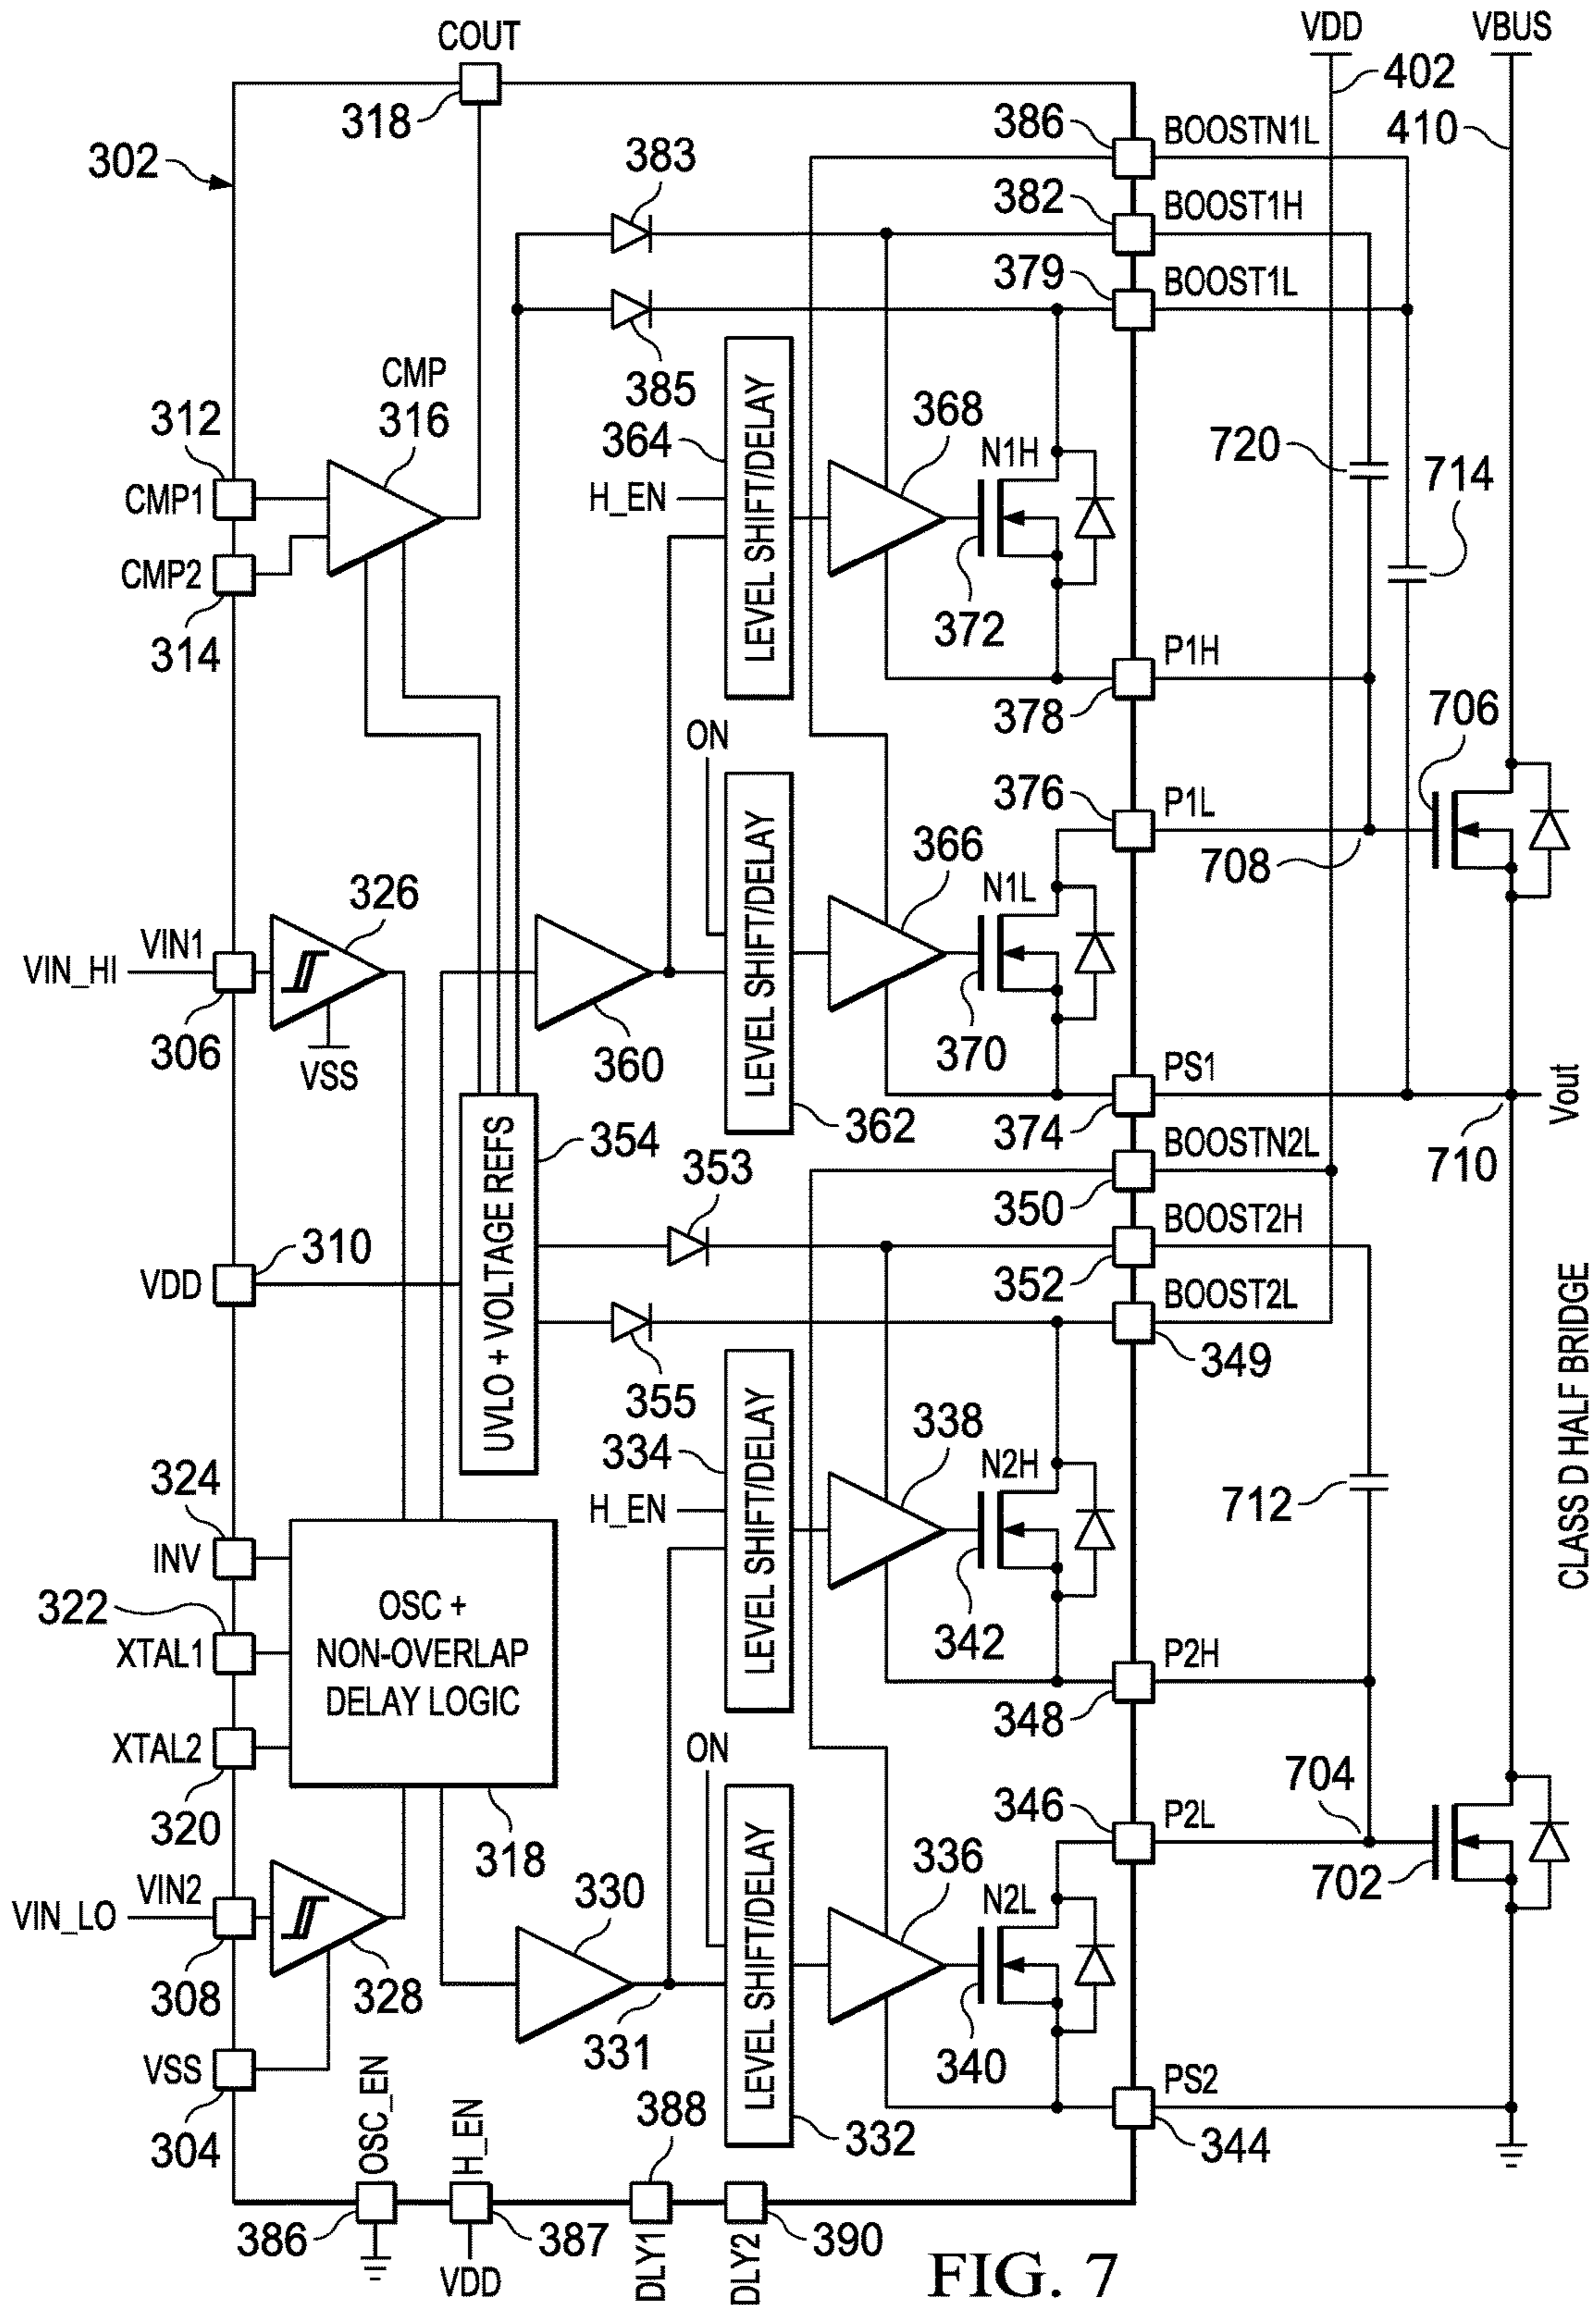 COUT
318
VDD
VBUS
402
410
302
383
386
BOOSTN1L
382
BOOST1H
379
BOOST1L
385
CMP
316
312
CMP1
CMP2
314
364
H_EN
LEVEL SHIFT/DELAY
368
N1H
372
720
714
P1H
378
706
ON
376
P1L
708
366
N1L
370
LEVEL SHIFT/DELAY
362
326
VIN_HI
VIN1
306
VSS
360
PS1
374
Vout
710
354
UVLO + VOLTAGE REFS
353
BOOSTN2L
350
BOOST2H
352
BOOST2L
349
310
VDD
355
334
H_EN
LEVEL SHIFT/DELAY
338
N2H
342
712
CLASS D HALF BRIDGE
324
INV
322
XTAL1
XTAL2
320
OSC +
NON-OVERLAP
DELAY LOGIC
318
P2H
348
ON
346
P2L
704
702
336
N2L
340
LEVEL SHIFT/DELAY
332
330
331
VIN_LO
VIN2
308
328
VSS
304
PS2
344
OSC_EN
386
H_EN
387
VDD
388
DLY1
DLY2
390
FIG. 7